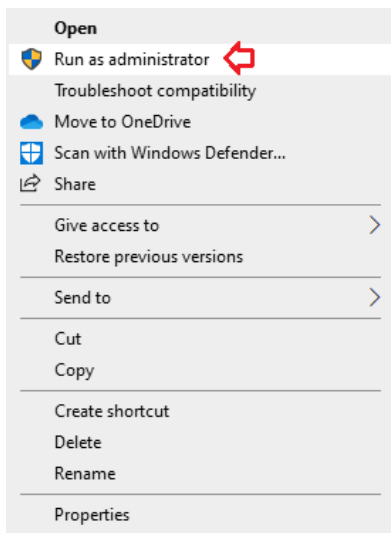 Open
Run as administrator
Troubleshoot compatibility
Move to OneDrive
Scan with Windows Defender...
Share
Give access to
Restore previous versions
Send to
Cut
Copy
Create shortcut
Delete
Rename
Properties